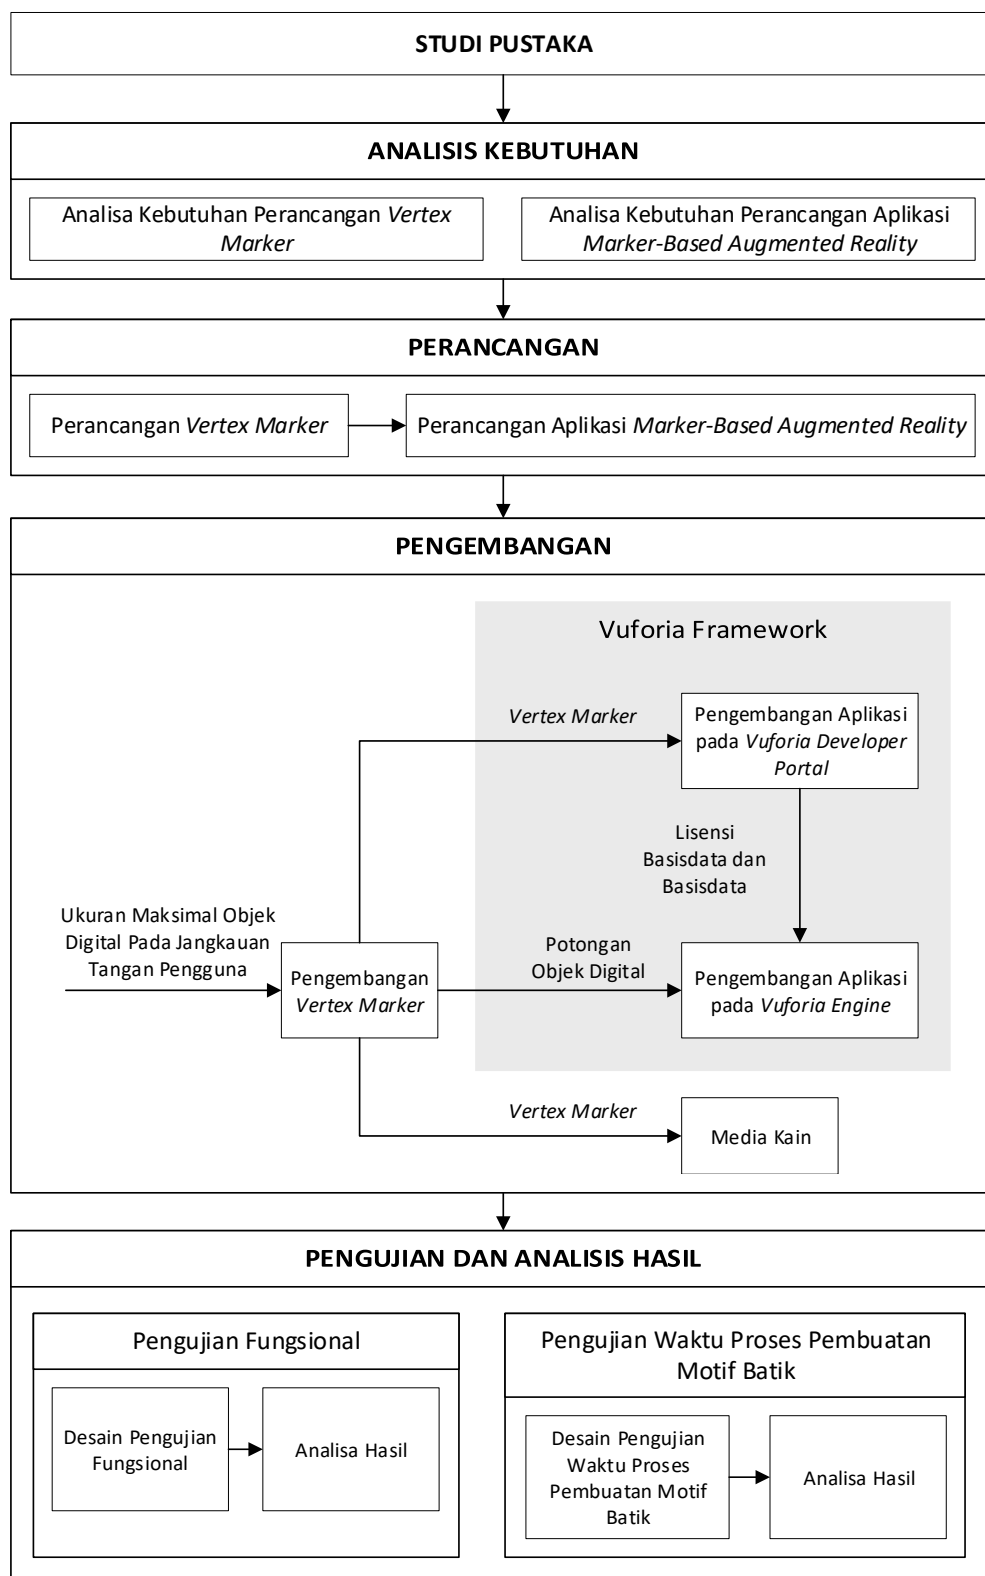 STUDI PUSTAKA
ANALISIS KEBUTUHAN
Analisa Kebutuhan Perancangan Vertex
Marker
Analisa Kebutuhan Perancangan Aplikasi
Marker-Based Augmented Reality
PERANCANGAN
Perancangan Vertex Marker
Perancangan Aplikasi Marker-Based Augmented Reality
PENGEMBANGAN
Vuforia Framework
Vertex Marker
Pengembangan Aplikasi
pada Vuforia Developer
Portal
Lisensi
Basisdata dan
Basisdata
Ukuran Maksimal Objek
Digital Pada Jangkauan
Tangan Pengguna
Pengembangan
Vertex Marker
Potongan
Objek Digital
Pengembangan Aplikasi
pada Vuforia Engine
Vertex Marker
Media Kain
PENGUJIAN DAN ANALISIS HASIL
Pengujian Fungsional
Desain Pengujian
Fungsional
Analisa Hasil
Pengujian Waktu Proses Pembuatan
Motif Batik
Desain Pengujian
Waktu Proses
Pembuatan Motif
Batik
Analisa Hasil